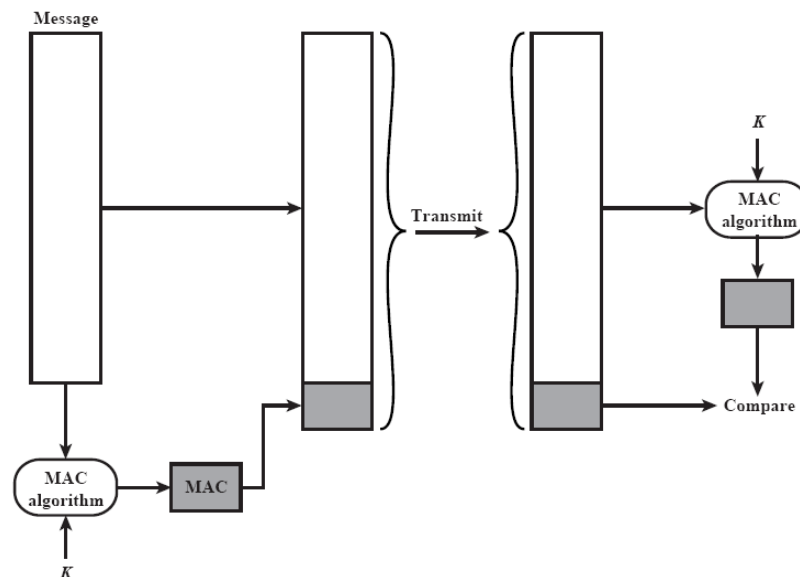 Message
K
MAC
algorithm
Transmit
Compare
MAC
algorithm
MAC
K